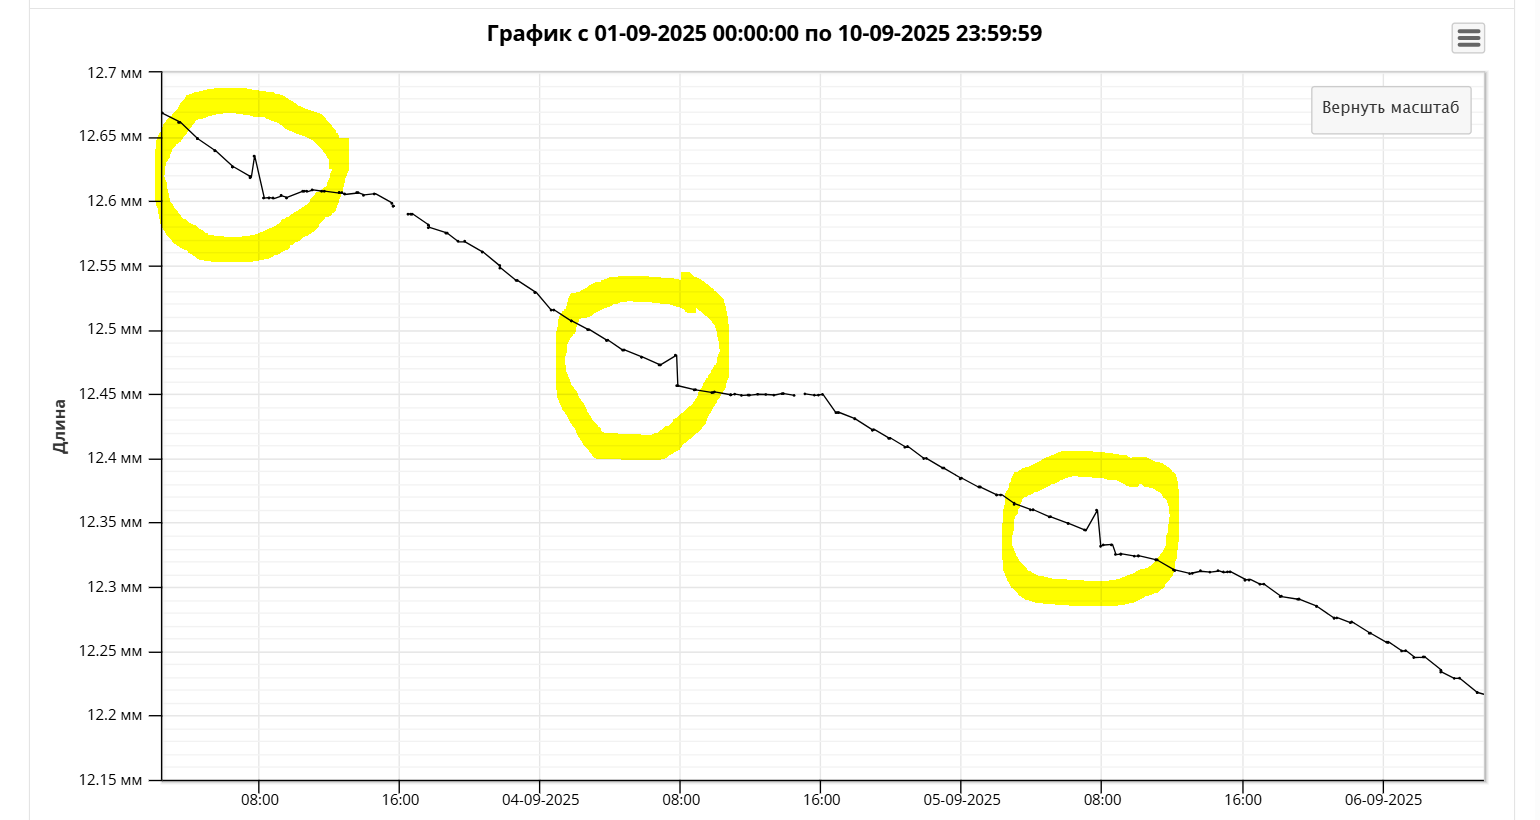 График с 01-09-2025 00:00:00 по 10-09-2025 23:59:59
Вернуть масштаб
Длина
12.7 мм
12.65 мм
12.6 мм
12.55 мм
12.5 мм
12.45 мм
12.4 мм
12.35 мм
12.3 мм
12.25 мм
12.2 мм
12.15 мм
08:00 16:00 04-09-2025 08:00 16:00 05-09-2025 08:00 16:00 06-09-2025